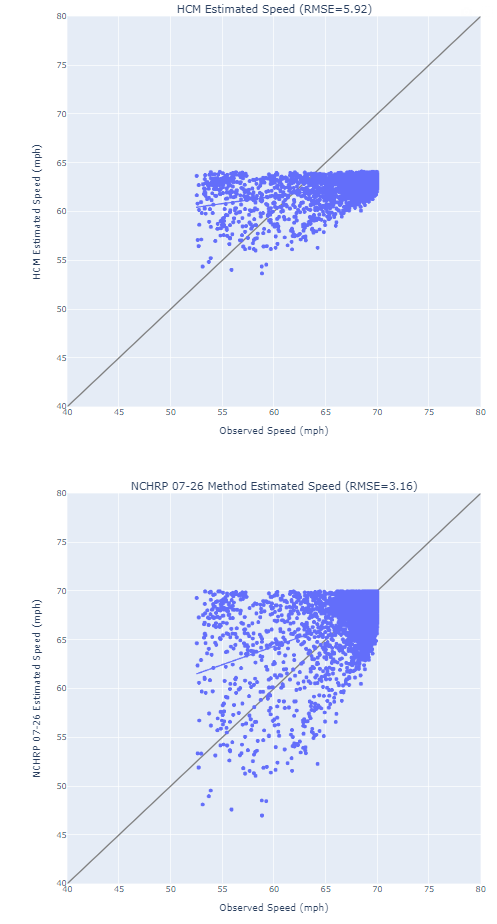 HCM Estimated Speed (RMSE=5.92)
80
75
70
65
60
55
50
45
40
HCM Estimated Speed (mph)
40 45 50 55 60 65 70 75 80
Observed Speed (mph)
NCHRP 07-26 Method Estimated Speed (RMSE=3.16)
80
75
70
65
60
55
50
45
40
NCHRP 07-26 Estimated Speed (mph)
40 45 50 55 60 65 70 75 80
Observed Speed (mph)